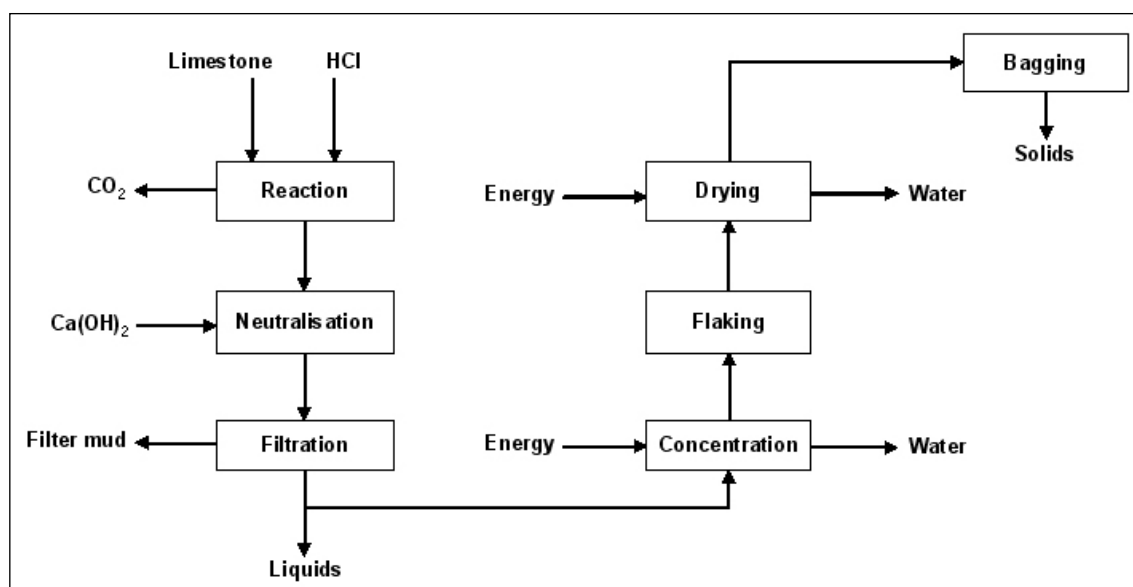 Limestone
HCl
Bagging
Solids
CO₂
Reaction
Energy
Drying
Water
Ca(OH)₂
Neutralisation
Flaking
Filter mud
Filtration
Energy
Concentration
Water
Liquids